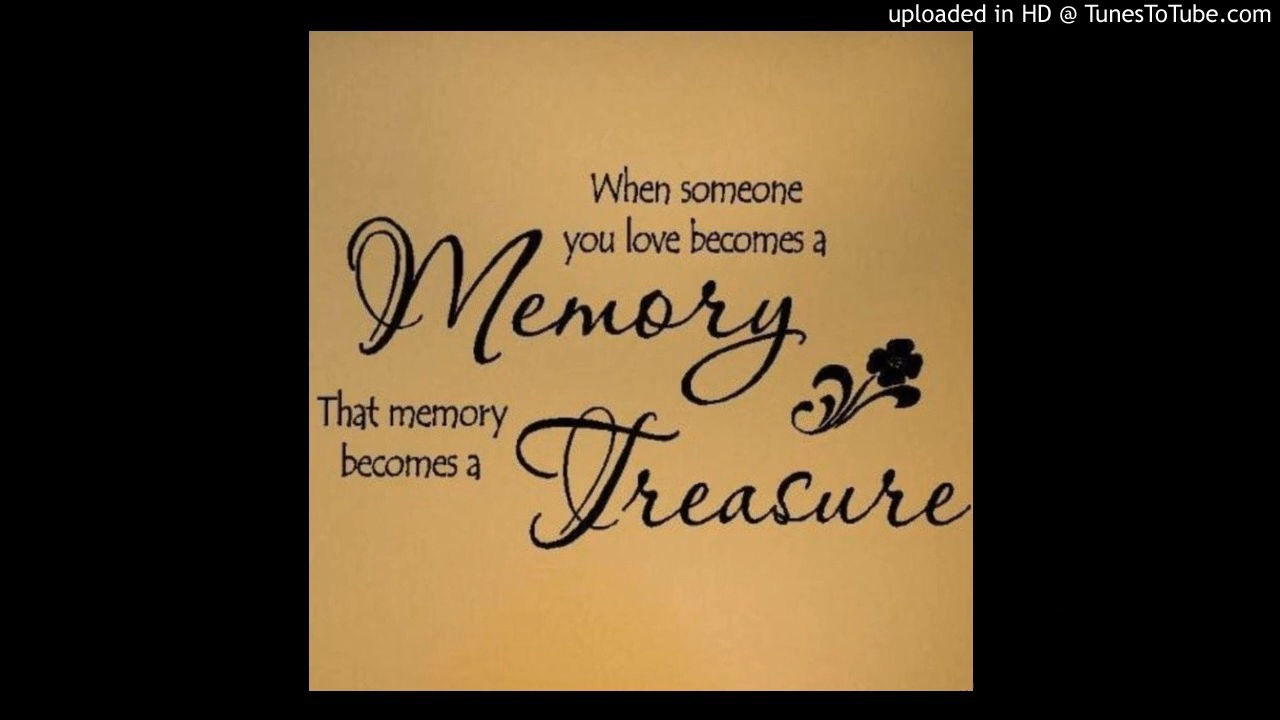 uploaded in HD @ TunesToTube.com
When someone
you love becomes a
Memory
That memory
becomes a
Treasure